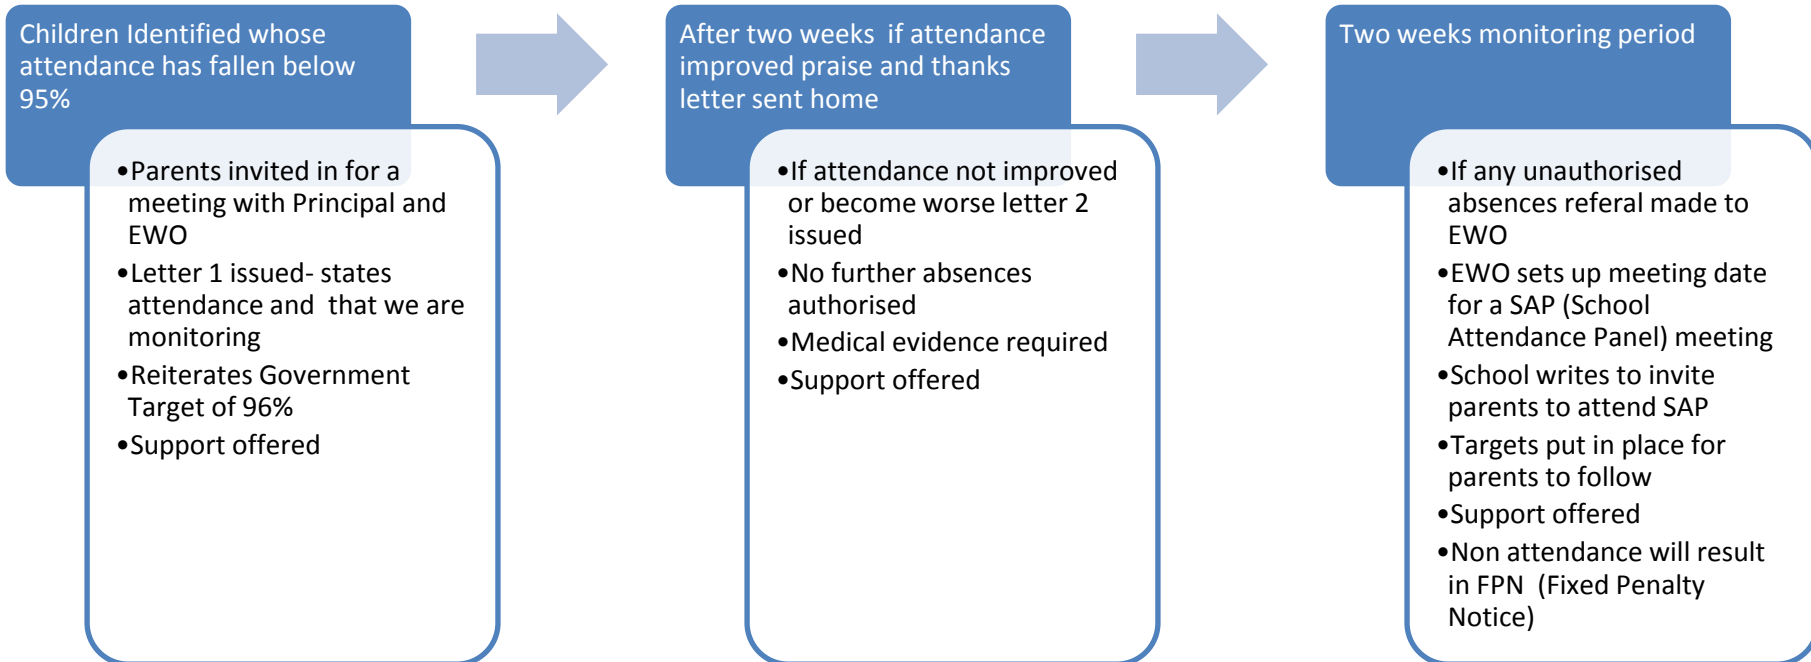 Children Identified whose
attendance has fallen below
95%
•Parents invited in for a
meeting with Principal and
EWO
•Letter 1 issued- states
attendance and  that we are
monitoring
•Reiterates Government
Target of 96%
•Support offered
After two weeks  if attendance
improved praise and thanks
letter sent home
•If attendance not improved
or become worse letter 2
issued
•No further absences
authorised
•Medical evidence required
•Support offered
Two weeks monitoring period
•If any unauthorised
absences referal made to
EWO
•EWO sets up meeting date
for a SAP (School
Attendance Panel) meeting
•School writes to invite
parents to attend SAP
•Targets put in place for
parents to follow
•Support offered
•Non attendance will result
in FPN  (Fixed Penalty
Notice)